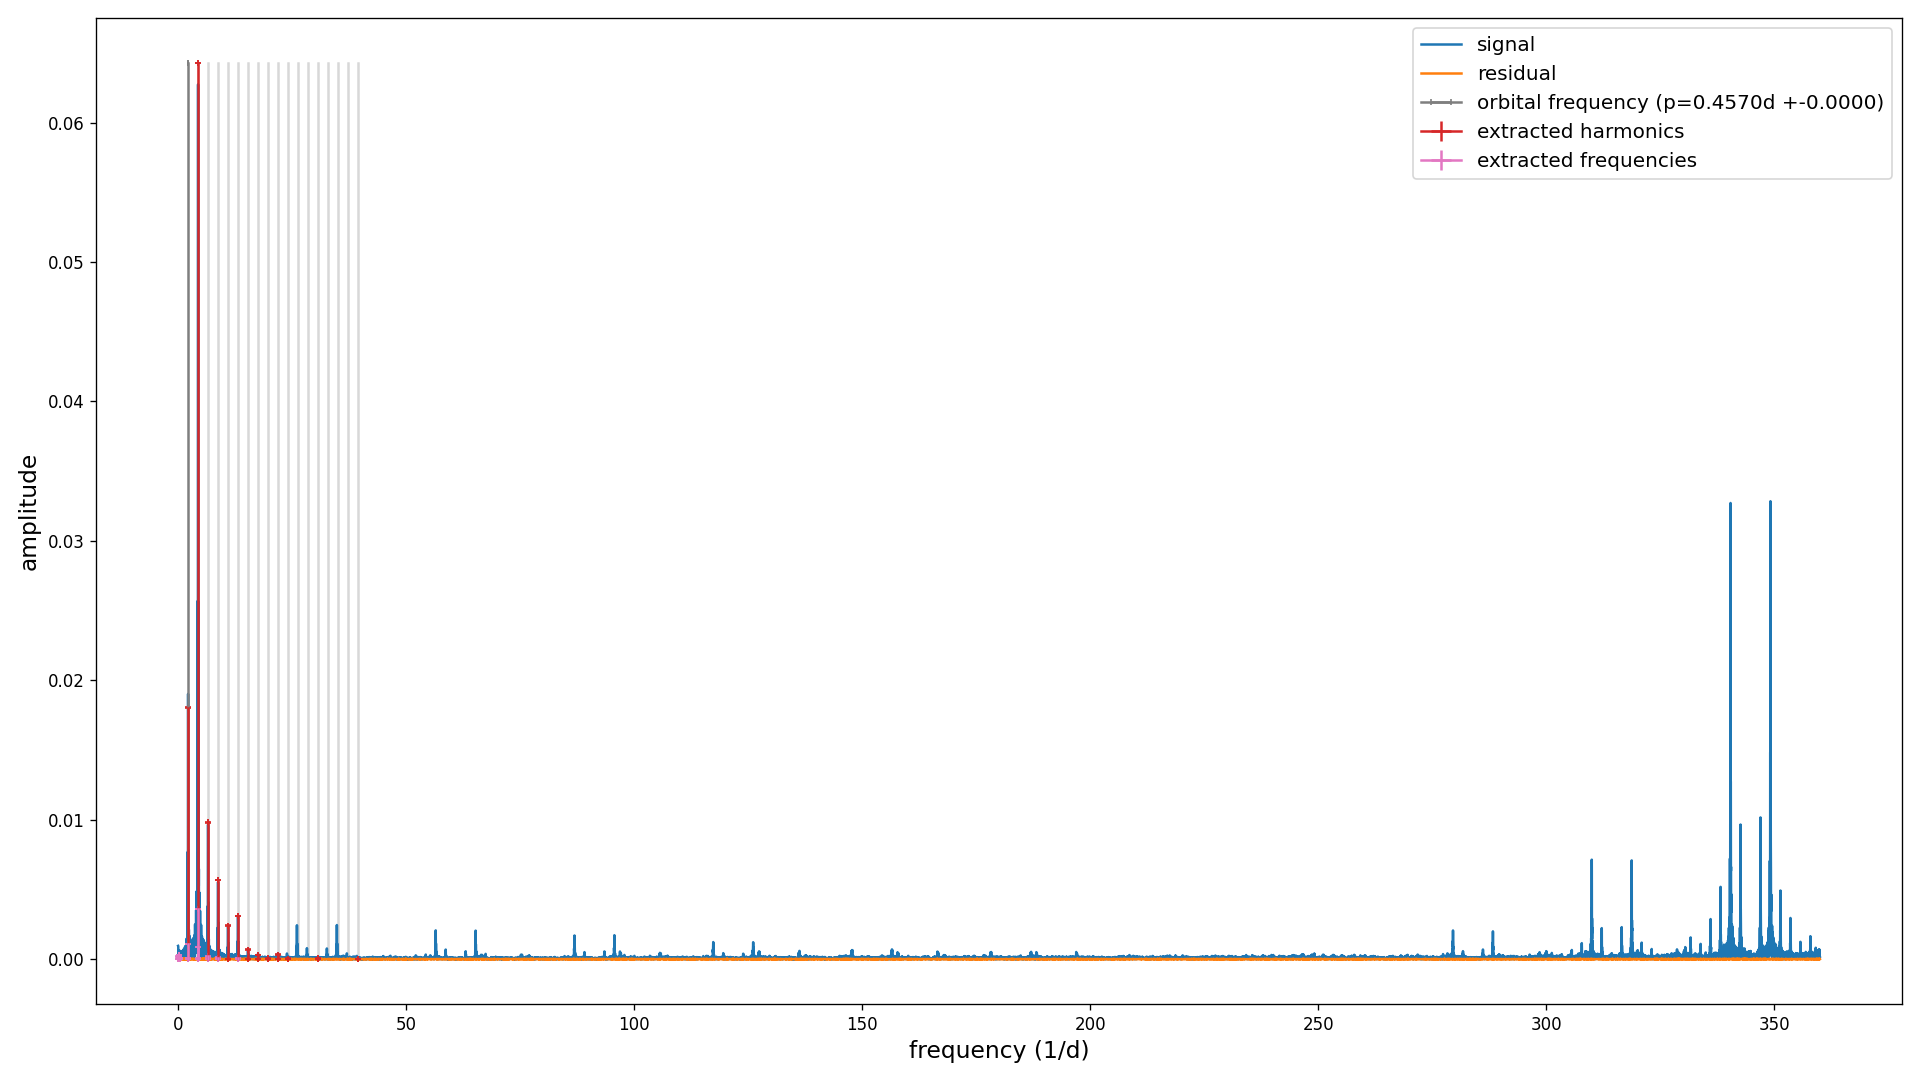 signal
residual
orbital frequency (p=0.4570d +-0.0000)
extracted harmonics
extracted frequencies
0.06
0.05
0.04
0.03
0.02
0.01
0.00
amplitude
0 50 100 150 200 250 300 350
frequency (1/d)